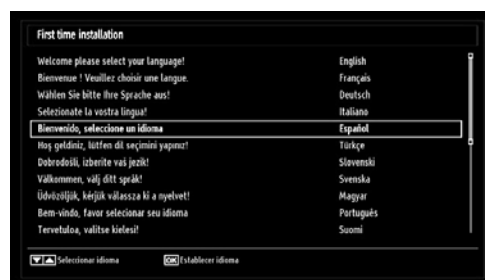 First time installation
Welcome please select your language! English
Bienvenue ! Veuillez choisir une langue. Français
Wählen Sie bitte Ihre Sprache aus! Deutsch
Selezionate la vostra lingua! Italiano
Bienvenido, seleccione un idioma Español
Hoş geldiniz, lütfen dil seçimini yapınız! Türkçe
Dobrodošli, izberite vaš jezik! Slovenski
Välkommen, välj ditt språk! Svenska
Üdvözöljük, kérjük válassza ki a nyelvet! Magyar
Bem-vindo, favor selecionar seu idioma Português
Tervetuloa, valitse kielesi! Suomi
Seleccionar idioma OK Establecer idioma